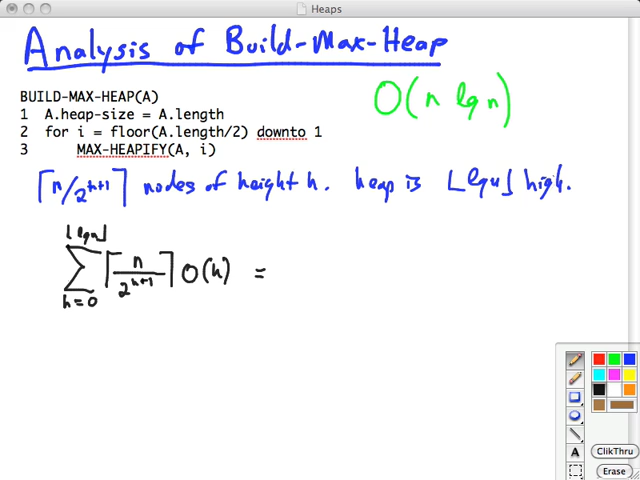 Heaps
Analysis of Build-Max-Heap
BUILD-MAX-HEAP(A)
1 A.heap-size = A.length
2 for i = floor(A.length/2) downto 1
3 MAX-HEAPIFY(A, i)
O(n lg n)
⌈n/2^{h+1}⌉ nodes of height h. heap is ⌊lg n⌋ high.
⌊lg n⌋
∑ ⌈n/2^{h+1}⌉ O(h) =
h=0
A
ClikThru
Erase